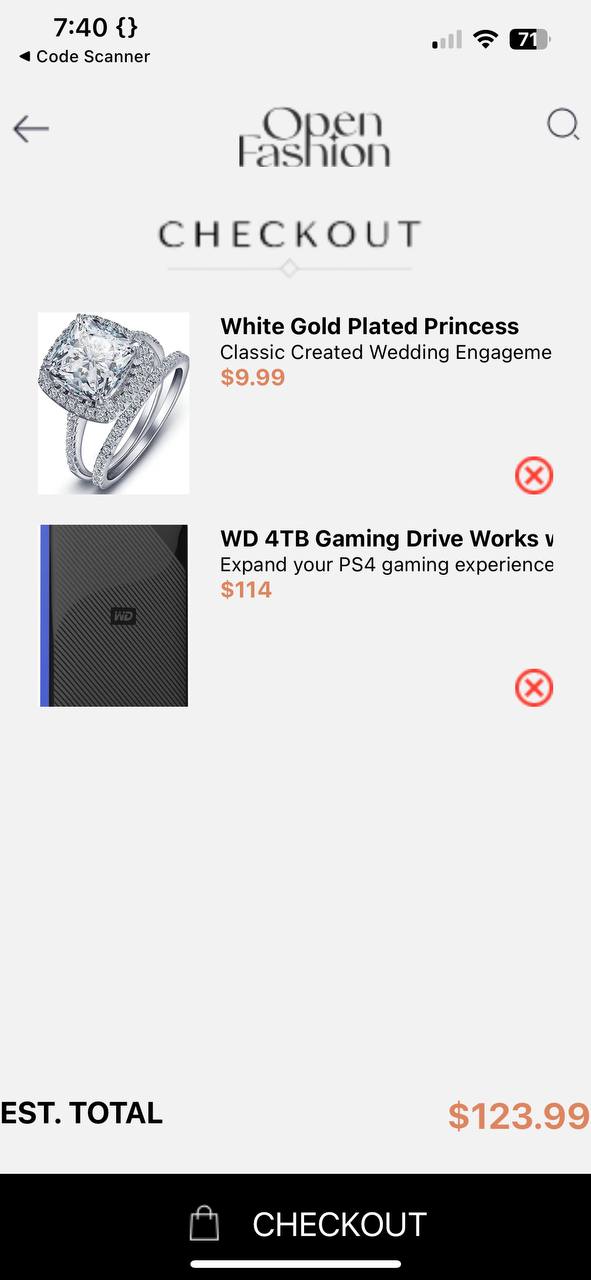 7:40 {}
◀ Code Scanner
71
Open
Fashion
CHECKOUT
White Gold Plated Princess
Classic Created Wedding Engageme
$9.99
WD 4TB Gaming Drive Works w
Expand your PS4 gaming experience
$114
WD
EST. TOTAL
$123.99
CHECKOUT